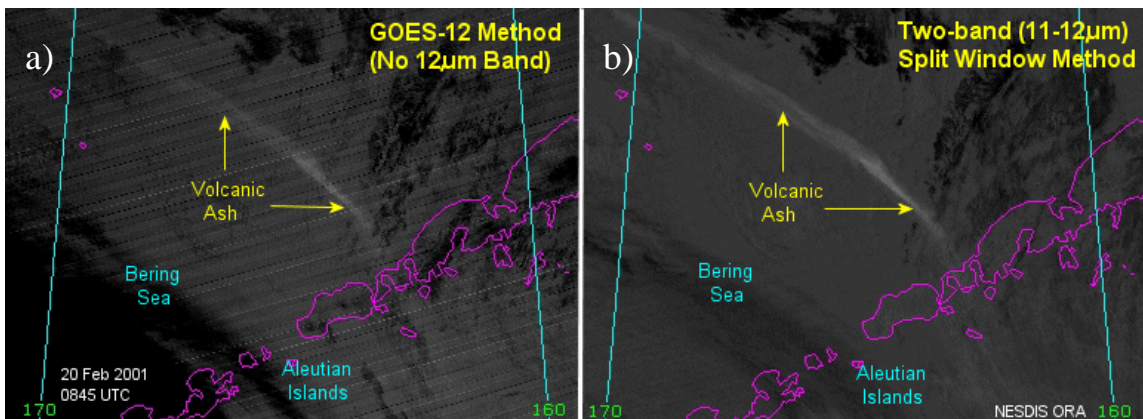 a)
GOES-12 Method
(No 12µm Band)
Volcanic
Ash
Bering
Sea
Aleutian
Islands
20 Feb 2001
0845 UTC
170
160
b)
Two-band (11-12µm)
Split Window Method
Volcanic
Ash
Bering
Sea
Aleutian
Islands
NESDIS ORA
170
160